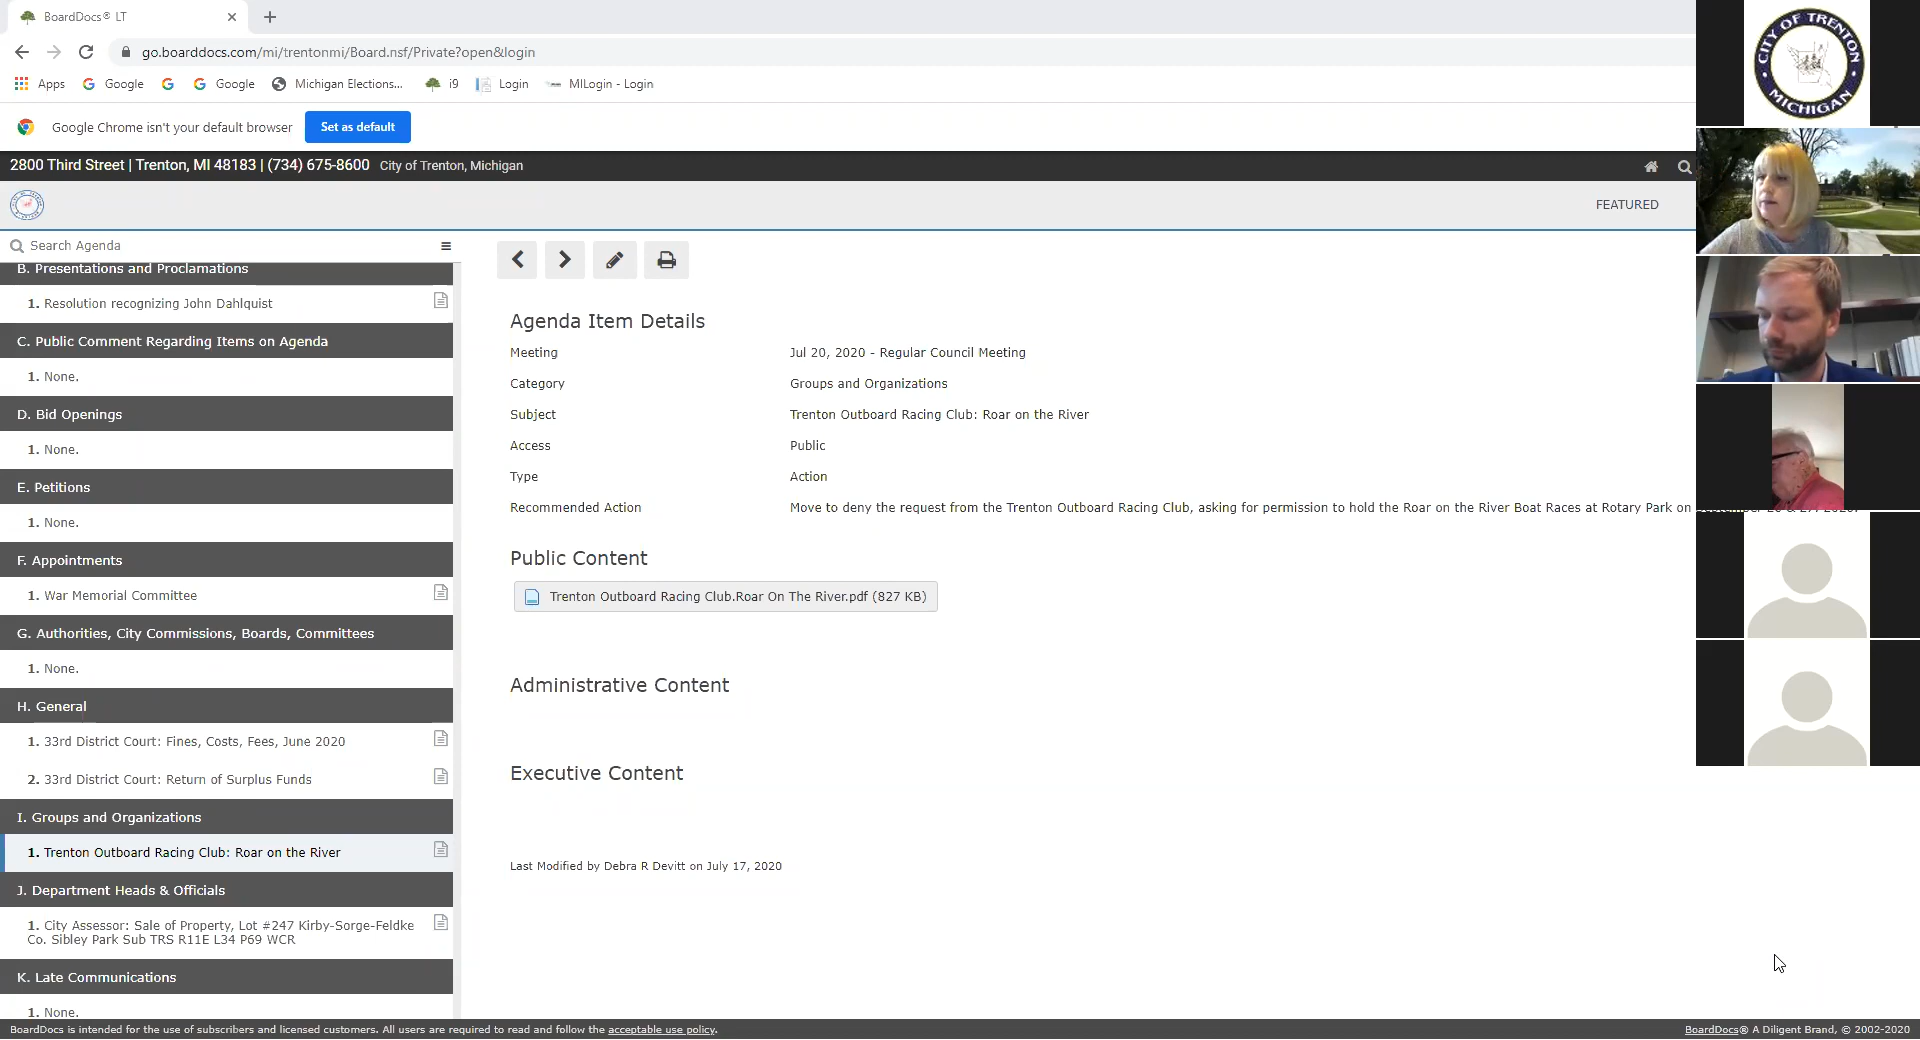 BoardDocs® LT
go.boarddocs.com/mi/trentonmi/Board.nsf/Private?open&login
Apps Google Google Michigan Elections... i9 Login MILogin - Login
Google Chrome isn't your default browser Set as default
2800 Third Street | Trenton, MI 48183 | (734) 675-8600 City of Trenton, Michigan
FEATURED
Search Agenda
B. Presentations and Proclamations
1. Resolution recognizing John Dahlquist
C. Public Comment Regarding Items on Agenda
1. None.
D. Bid Openings
1. None.
E. Petitions
1. None.
F. Appointments
1. War Memorial Committee
G. Authorities, City Commissions, Boards, Committees
1. None.
H. General
1. 33rd District Court: Fines, Costs, Fees, June 2020
2. 33rd District Court: Return of Surplus Funds
I. Groups and Organizations
1. Trenton Outboard Racing Club: Roar on the River
J. Department Heads & Officials
1. City Assessor: Sale of Property, Lot #247 Kirby-Sorge-Feldke
Co. Sibley Park Sub TRS R11E L34 P69 WCR
K. Late Communications
1. None.
Agenda Item Details
Meeting Jul 20, 2020 - Regular Council Meeting
Category Groups and Organizations
Subject Trenton Outboard Racing Club: Roar on the River
Access Public
Type Action
Recommended Action Move to deny the request from the Trenton Outboard Racing Club, asking for permission to hold the Roar on the River Boat Races at Rotary Park on
Public Content
Trenton Outboard Racing Club.Roar On The River.pdf (827 KB)
Administrative Content
Executive Content
Last Modified by Debra R Devitt on July 17, 2020
CITY OF TRENTON
MICHIGAN
BoardDocs is intended for the use of subscribers and licensed customers. All users are required to read and follow the acceptable use policy.
BoardDocs® A Diligent Brand, © 2002-2020